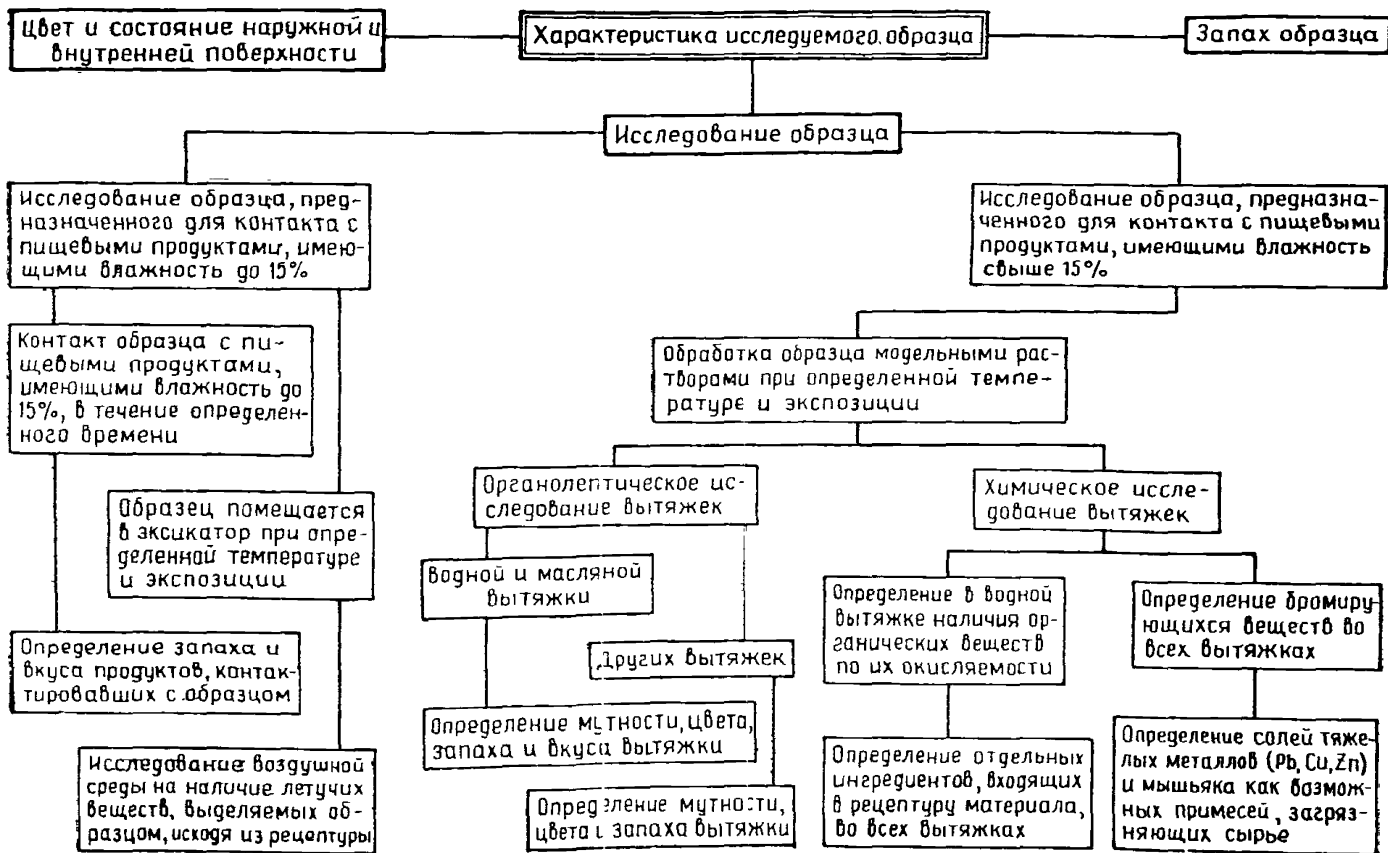 Цвет и состояние наружной и
внутренней поверхности
Характеристика исследуемого образца
Запах образца
Исследование образца
Исследование образца, пред-
назначенного для контакта с
пищевыми продуктами, имею-
щими влажность до 15%
Исследование образца, предназна-
ченного для контакта с пищевыми
продуктами, имеющими влажность
свыше 15%
Контакт образца с пи-
щевыми продуктами,
имеющими влажность до
15%, в течение определен-
ного времени
Обработка образца модельными рас-
творами при определенной темпе-
ратуре и экспозиции
Образец помещается
в эксикатор при опре-
деленной температуре
и экспозиции
Органолептическое ис-
следование вытяжек
Химическое иссле-
дование вытяжек
Водной и масляной
вытяжки
Определение в водной
вытяжке наличия ор-
ганических веществ
по их окисляемости
Определение бромиру-
ющихся веществ во
всех вытяжках
Определение запаха и
вкуса продуктов, контак-
тировавших с образцом
Других вытяжек
Определение мутности, цвета,
запаха и вкуса вытяжки
Исследование воздушной
среды на наличие летучих
веществ, выделяемых об-
разцом, исходя из рецептуры
Определение мутности,
цвета и запаха вытяжки
Определение отдельных
ингредиентов, входящих
в рецептуру материала,
во всех вытяжках
Определение солей тяже-
лых металлов (Pb, Cu, Zn)
и мышьяка как возмож-
ных примесей, загряз-
няющих сырье